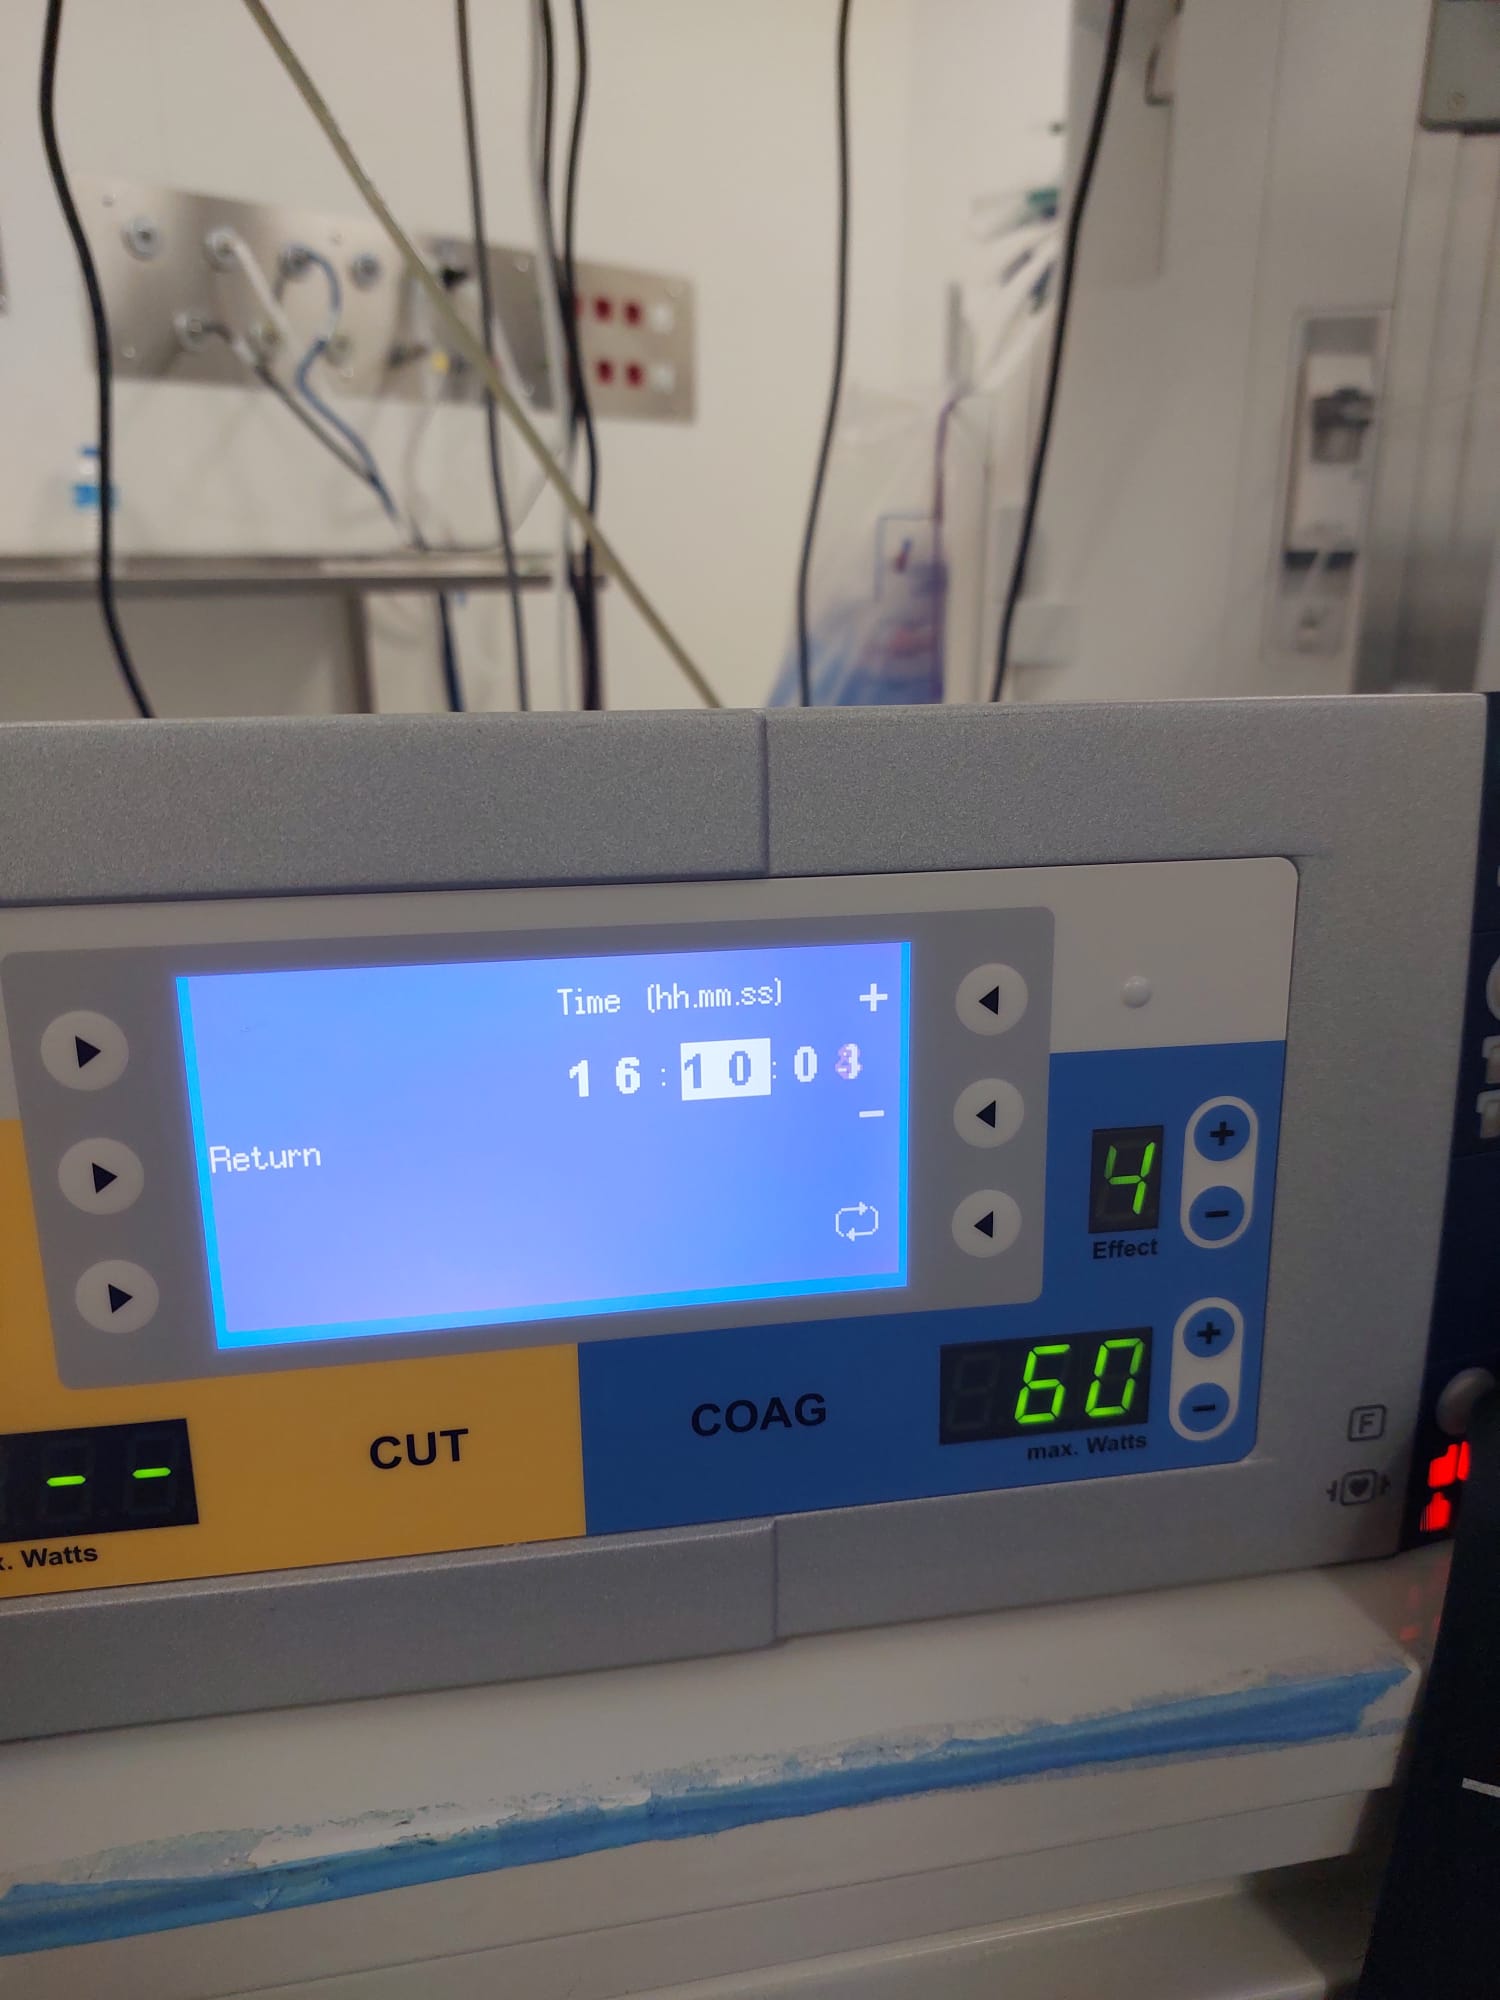 Time (hh.mm.ss) +
16:10:0
−
Return
4
+
−
Effect
CUT
COAG
60
+
−
max. Watts
- -
. Watts
F